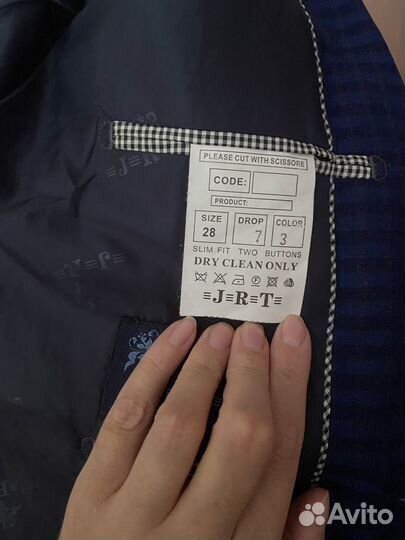 PLEASE CUT WITH SCISSORE
CODE:
PRODUCT:
SIZE DROP COLOR
28 7 3
SLIM FIT TWO BUTTONS
DRY CLEAN ONLY
P
≡J≡R≡T≡
≡J≡R≡T≡
Avito